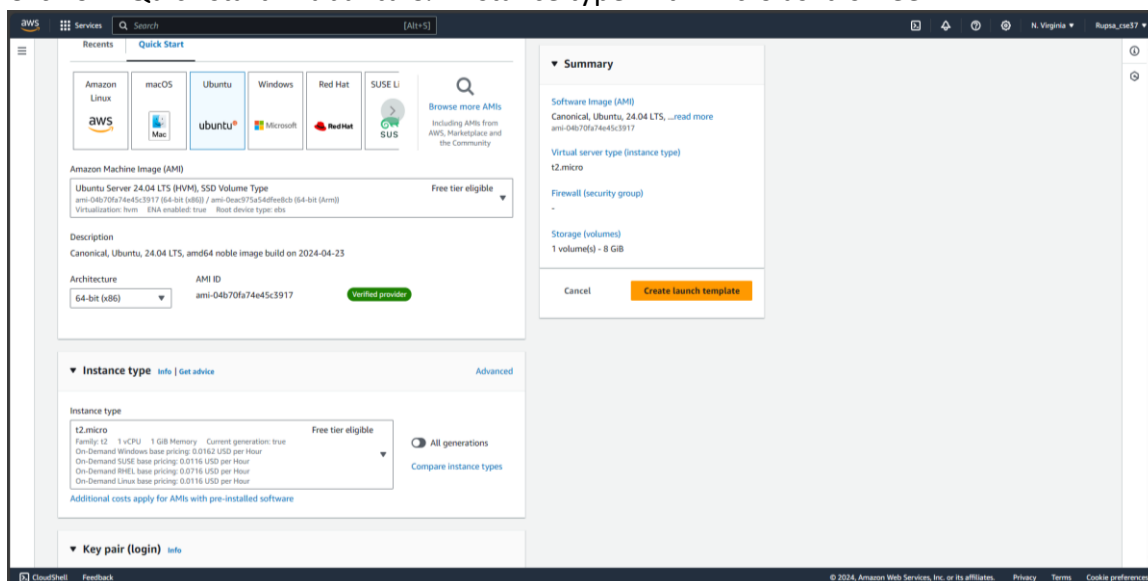 aws
Services
Search
[Alt+S]
N. Virginia
Rupsa_cse37
Recents
Quick Start
Amazon
Linux
aws
macOS
Mac
Ubuntu
ubuntu
Windows
Microsoft
Red Hat
RedHat
SUSE Li
SUS
Browse more AMIs
Including AMIs from
AWS, Marketplace and
the Community
Amazon Machine Image (AMI)
Ubuntu Server 24.04 LTS (HVM), SSD Volume Type
Free tier eligible
ami-04b70fa74e45c3917 (64-bit (x86)) / ami-0eac975a54dfee8cb (64-bit (Arm))
Virtualization: hvm ENA enabled: true Root device type: ebs
Description
Canonical, Ubuntu, 24.04 LTS, amd64 noble image build on 2024-04-23
Architecture
AMI ID
64-bit (x86)
ami-04b70fa74e45c3917
Verified provider
Instance type
Info | Get advice
Advanced
Instance type
t2.micro
Free tier eligible
Family: t2 1 vCPU 1 GiB Memory Current generation: true
On-Demand Windows base pricing: 0.0162 USD per Hour
On-Demand SUSE base pricing: 0.0116 USD per Hour
On-Demand RHEL base pricing: 0.0716 USD per Hour
On-Demand Linux base pricing: 0.0116 USD per Hour
All generations
Compare instance types
Additional costs apply for AMIs with pre-installed software
Key pair (login) Info
Summary
Software Image (AMI)
Canonical, Ubuntu, 24.04 LTS, ...read more
ami-04b70fa74e45c3917
Virtual server type (instance type)
t2.micro
Firewall (security group)
-
Storage (volumes)
1 volume(s) - 8 GiB
Cancel
Create launch template
CloudShell
Feedback
© 2024, Amazon Web Services, Inc. or its affiliates.
Privacy
Terms
Cookie preferences